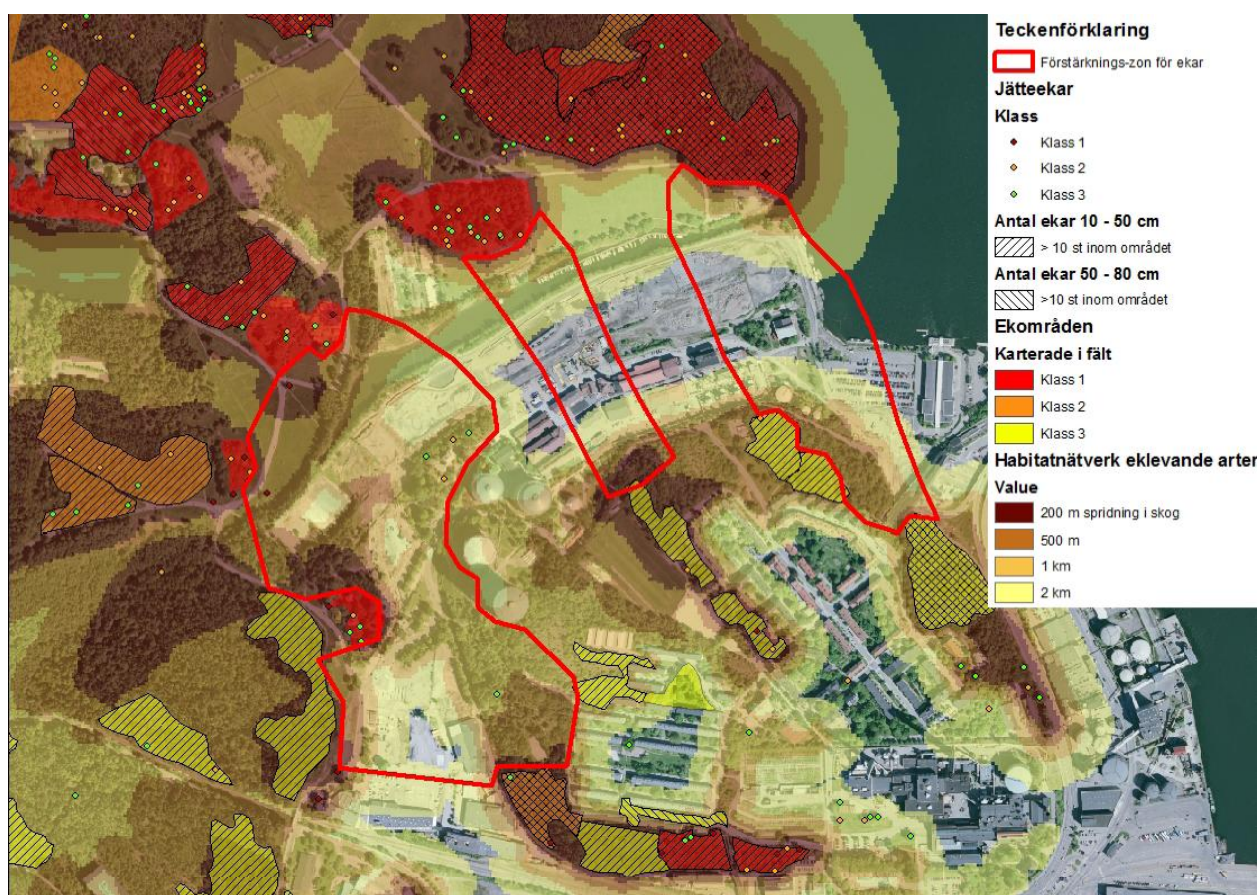 Teckenförklaring
Förstärknings-zon för ekar
Jätteekar
Klass
Klass 1
Klass 2
Klass 3
Antal ekar 10 - 50 cm
> 10 st inom området
Antal ekar 50 - 80 cm
>10 st inom området
Ekområden
Karterade i fält
Klass 1
Klass 2
Klass 3
Habitatnätverk eklevande arter
Value
200 m spridning i skog
500 m
1 km
2 km